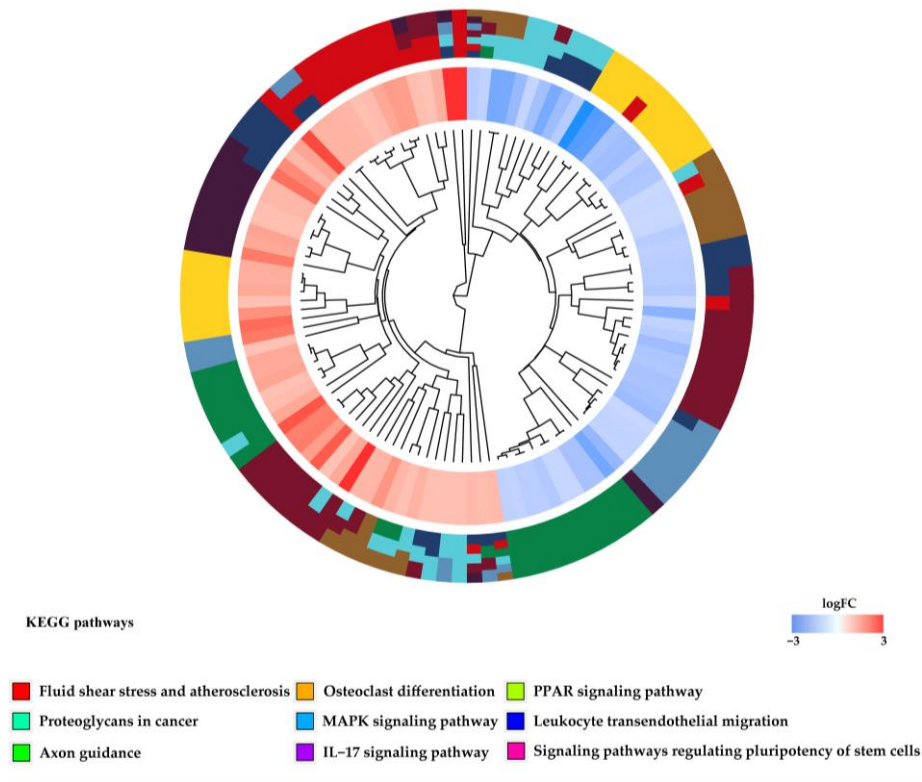 KEGG pathways
logFC
−3 3
Fluid shear stress and atherosclerosis Osteoclast differentiation PPAR signaling pathway
Proteoglycans in cancer MAPK signaling pathway Leukocyte transendothelial migration
Axon guidance IL−17 signaling pathway Signaling pathways regulating pluripotency of stem cells